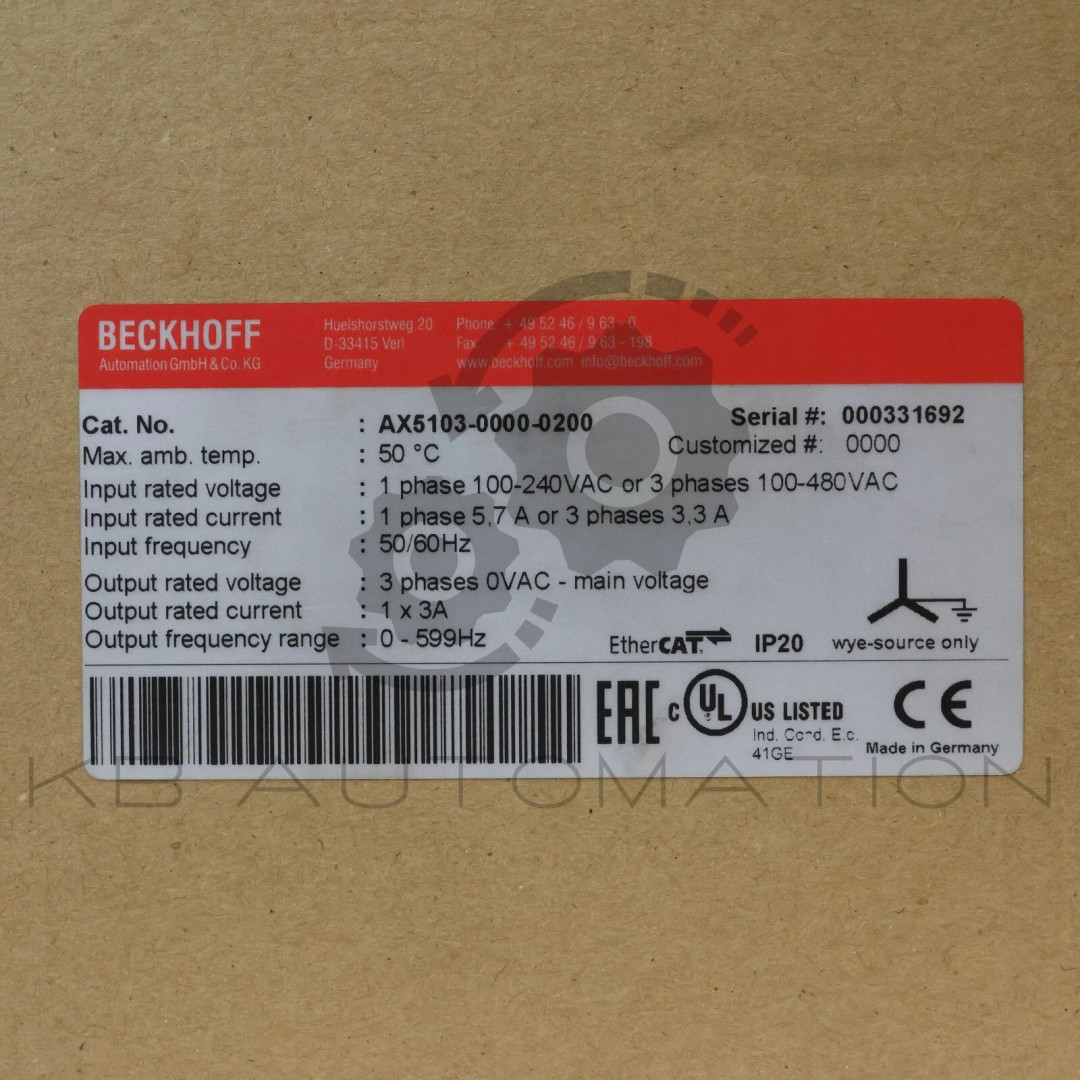 BECKHOFF
Automation GmbH & Co. KG
Huelshorstweg 20
D-33415 Verl
Germany
Phone: + 49 52 46 / 9 63 - 0
Fax: + 49 52 46 / 9 63 - 198
www.beckhoff.com info@beckhoff.com
Cat. No. : AX5103-0000-0200
Serial #: 000331692
Max. amb. temp. : 50 °C
Customized #: 0000
Input rated voltage : 1 phase 100-240VAC or 3 phases 100-480VAC
Input rated current : 1 phase 5,7 A or 3 phases 3,3 A
Input frequency : 50/60Hz
Output rated voltage : 3 phases 0VAC - main voltage
Output rated current : 1 x 3A
Output frequency range : 0 - 599Hz
EtherCAT
IP20
wye-source only
EAC
c UL US LISTED
Ind. Cond. E.c.
41GE
CE
Made in Germany
KB AUTOMATION